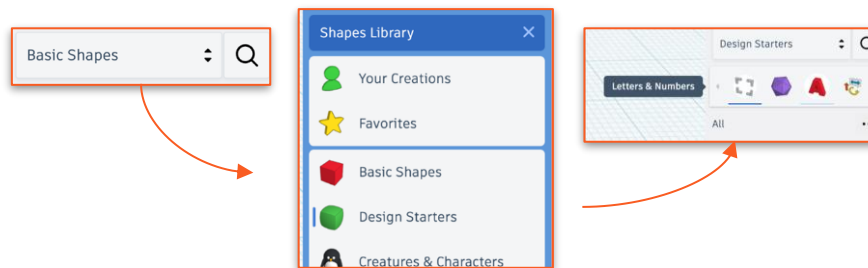 Basic Shapes
Shapes Library
Your Creations
Favorites
Basic Shapes
Design Starters
Creatures & Characters
Design Starters
Letters & Numbers
All